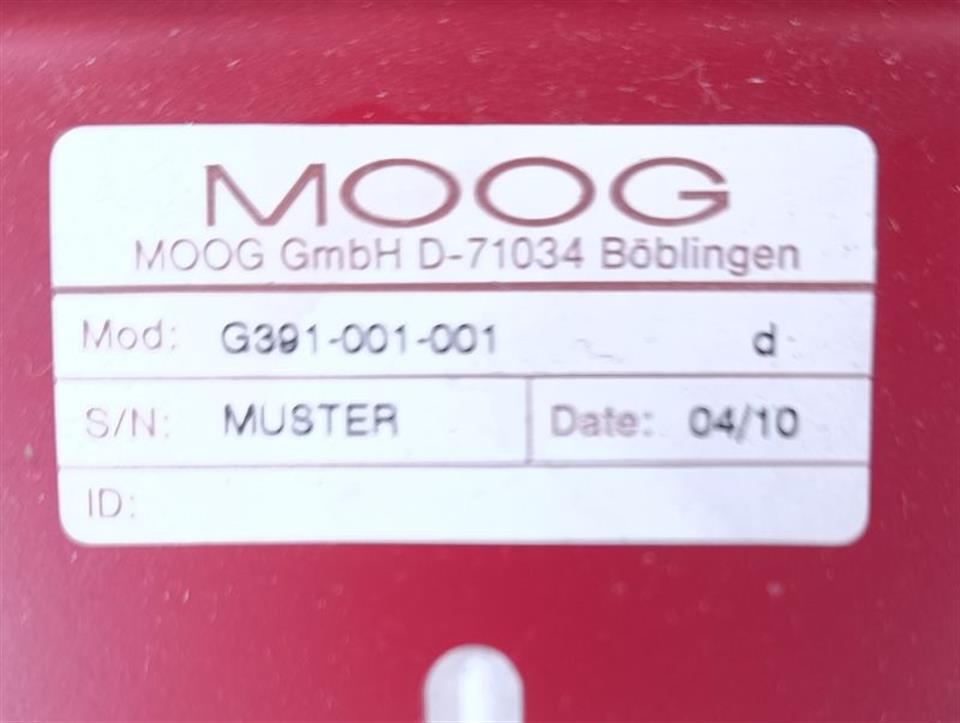 MOOG
MOOG GmbH D-71034 Böblingen
Mod: G391-001-001 d
S/N: MUSTER Date: 04/10
ID: